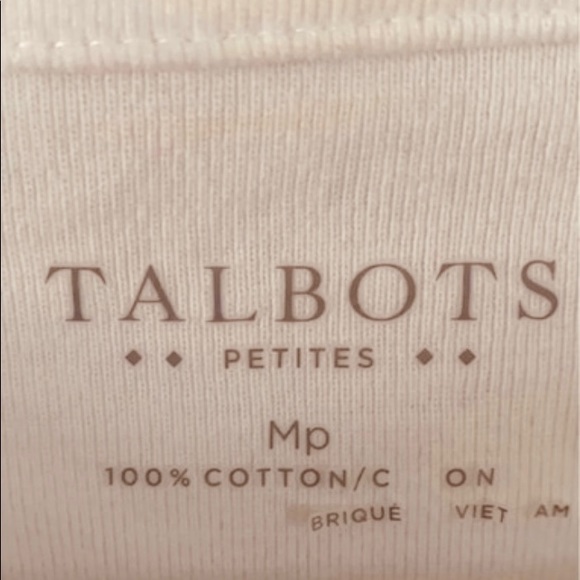 TALBOTS
PETITES
Mp
100% COTTON/C ON
BRIQUÉ VIET AM